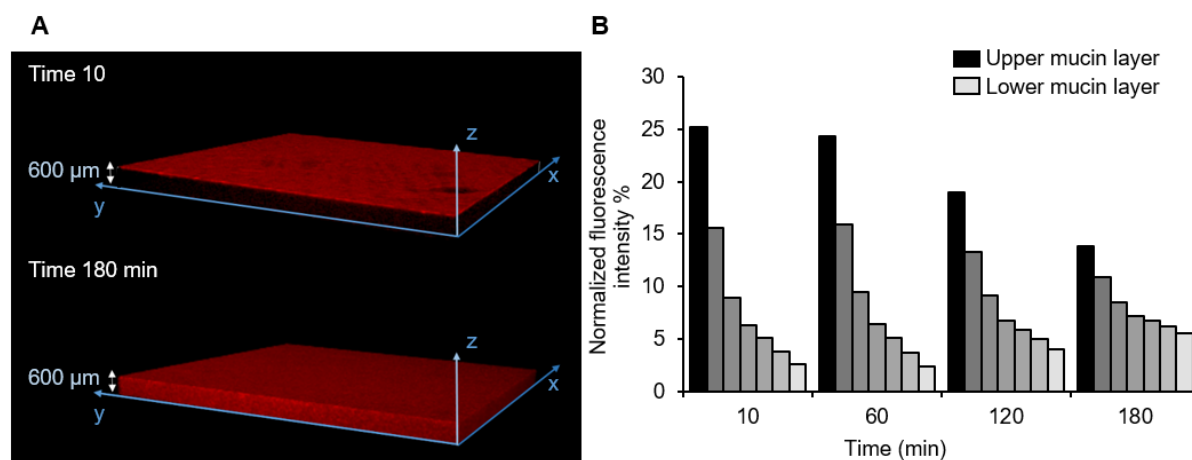 A
Time 10
z
600 µm
x
y
Time 180 min
z
600 µm
x
y
B
Upper mucin layer
Lower mucin layer
Normalized fluorescence
intensity %
30
25
20
15
10
5
0
10 60 120 180
Time (min)